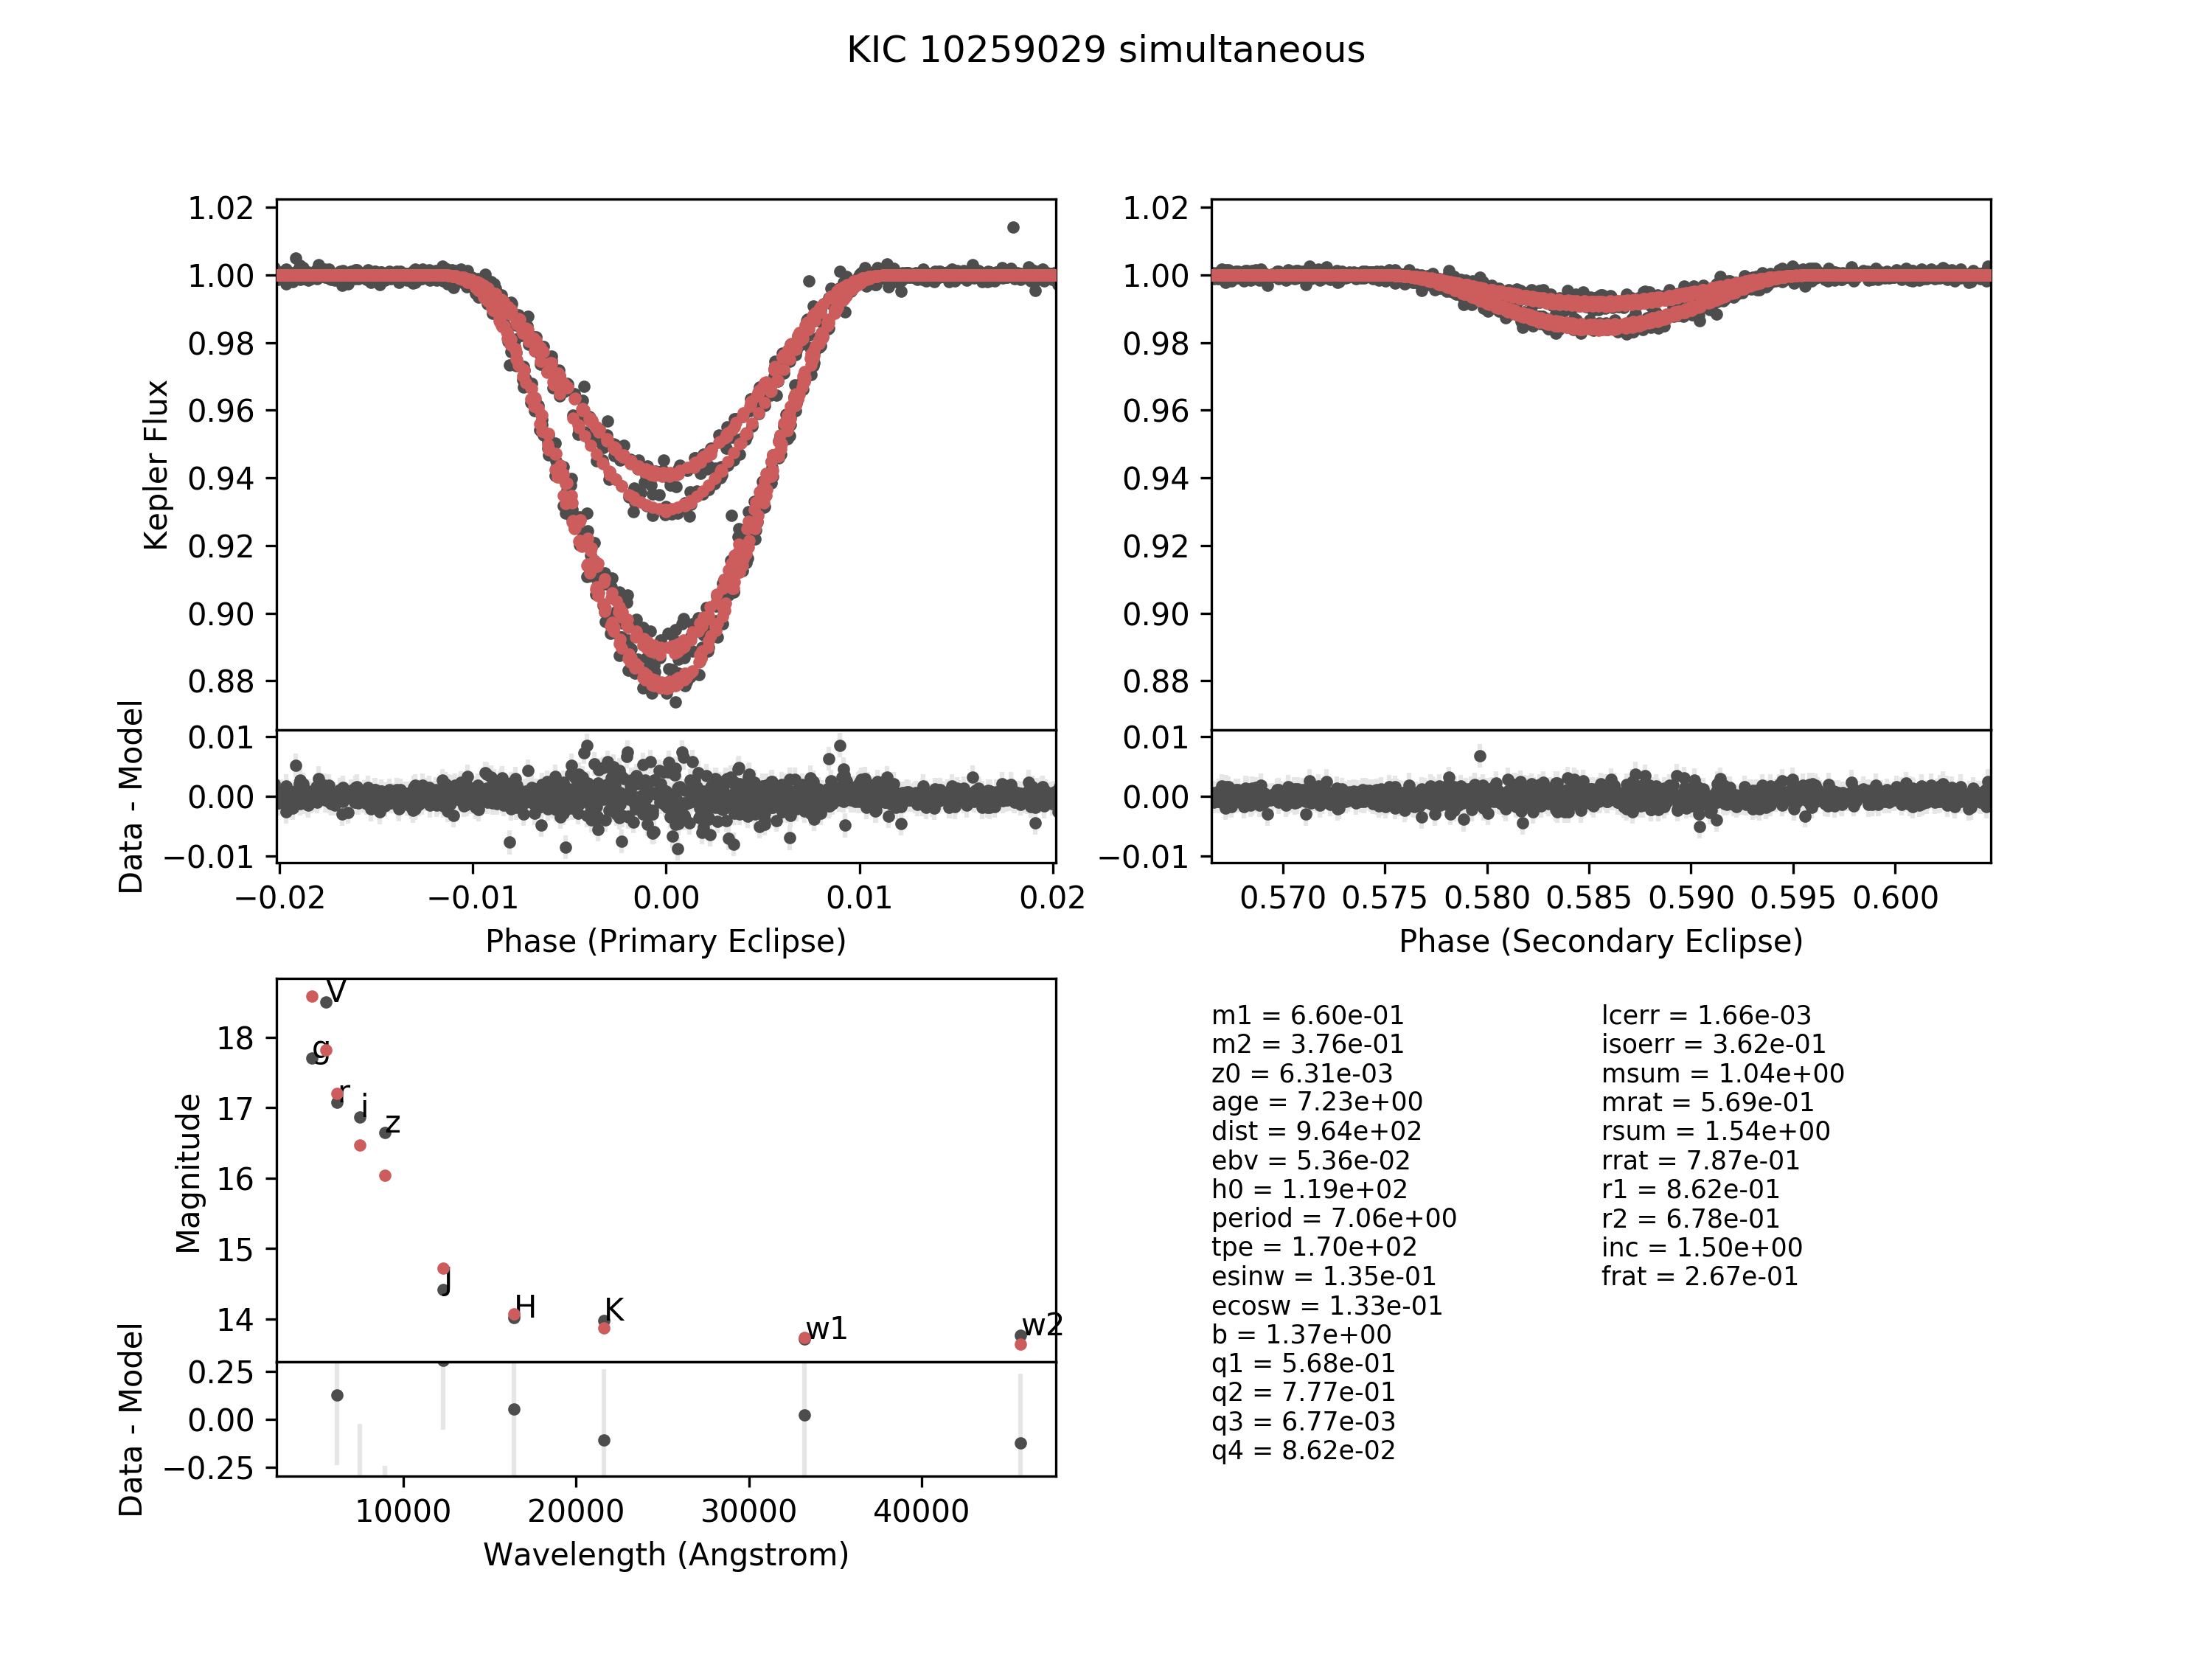 KIC 10259029 simultaneous
1.02
1.00
0.98
0.96
0.94
0.92
0.90
0.88
Kepler Flux
0.01
0.00
−0.01
Data - Model
−0.02 −0.01 0.00 0.01 0.02
Phase (Primary Eclipse)
1.02
1.00
0.98
0.96
0.94
0.92
0.90
0.88
0.01
0.00
−0.01
0.570 0.575 0.580 0.585 0.590 0.595 0.600
Phase (Secondary Eclipse)
18
17
16
15
14
Magnitude
V
g
r
i
z
J
H
K
w1
w2
0.25
0.00
−0.25
Data - Model
10000 20000 30000 40000
Wavelength (Angstrom)
m1 = 6.60e-01
m2 = 3.76e-01
z0 = 6.31e-03
age = 7.23e+00
dist = 9.64e+02
ebv = 5.36e-02
h0 = 1.19e+02
period = 7.06e+00
tpe = 1.70e+02
esinw = 1.35e-01
ecosw = 1.33e-01
b = 1.37e+00
q1 = 5.68e-01
q2 = 7.77e-01
q3 = 6.77e-03
q4 = 8.62e-02
lcerr = 1.66e-03
isoerr = 3.62e-01
msum = 1.04e+00
mrat = 5.69e-01
rsum = 1.54e+00
rrat = 7.87e-01
r1 = 8.62e-01
r2 = 6.78e-01
inc = 1.50e+00
frat = 2.67e-01